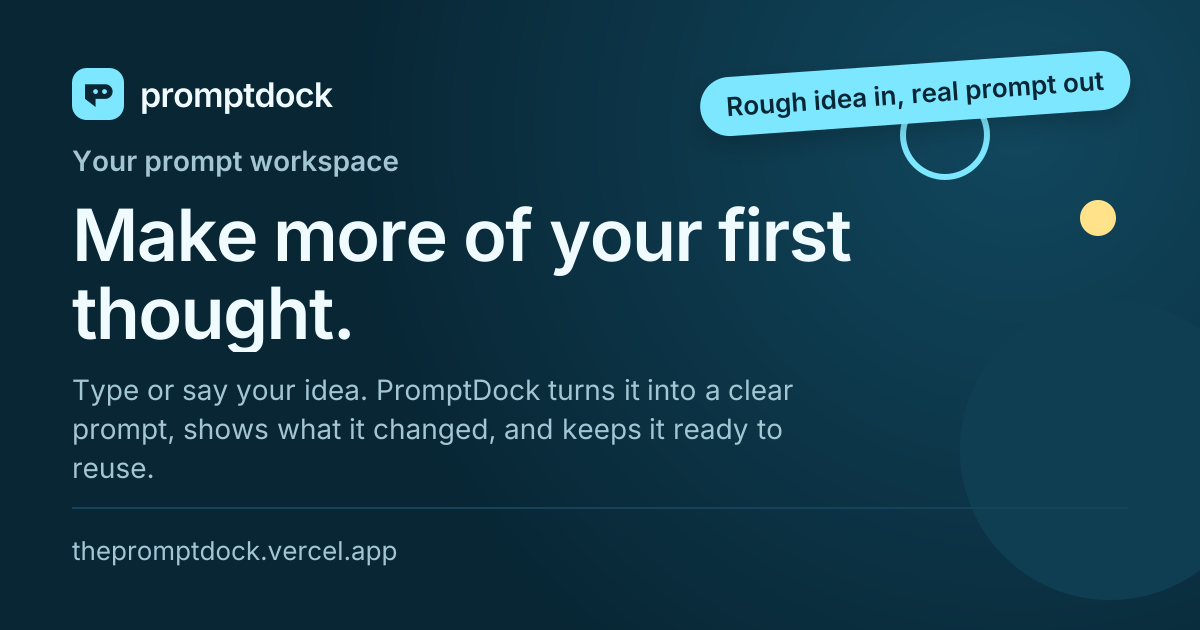 promptdock
Rough idea in, real prompt out
Your prompt workspace
Make more of your first
thought.
Type or say your idea. PromptDock turns it into a clear
prompt, shows what it changed, and keeps it ready to
reuse.
thepromptdock.vercel.app